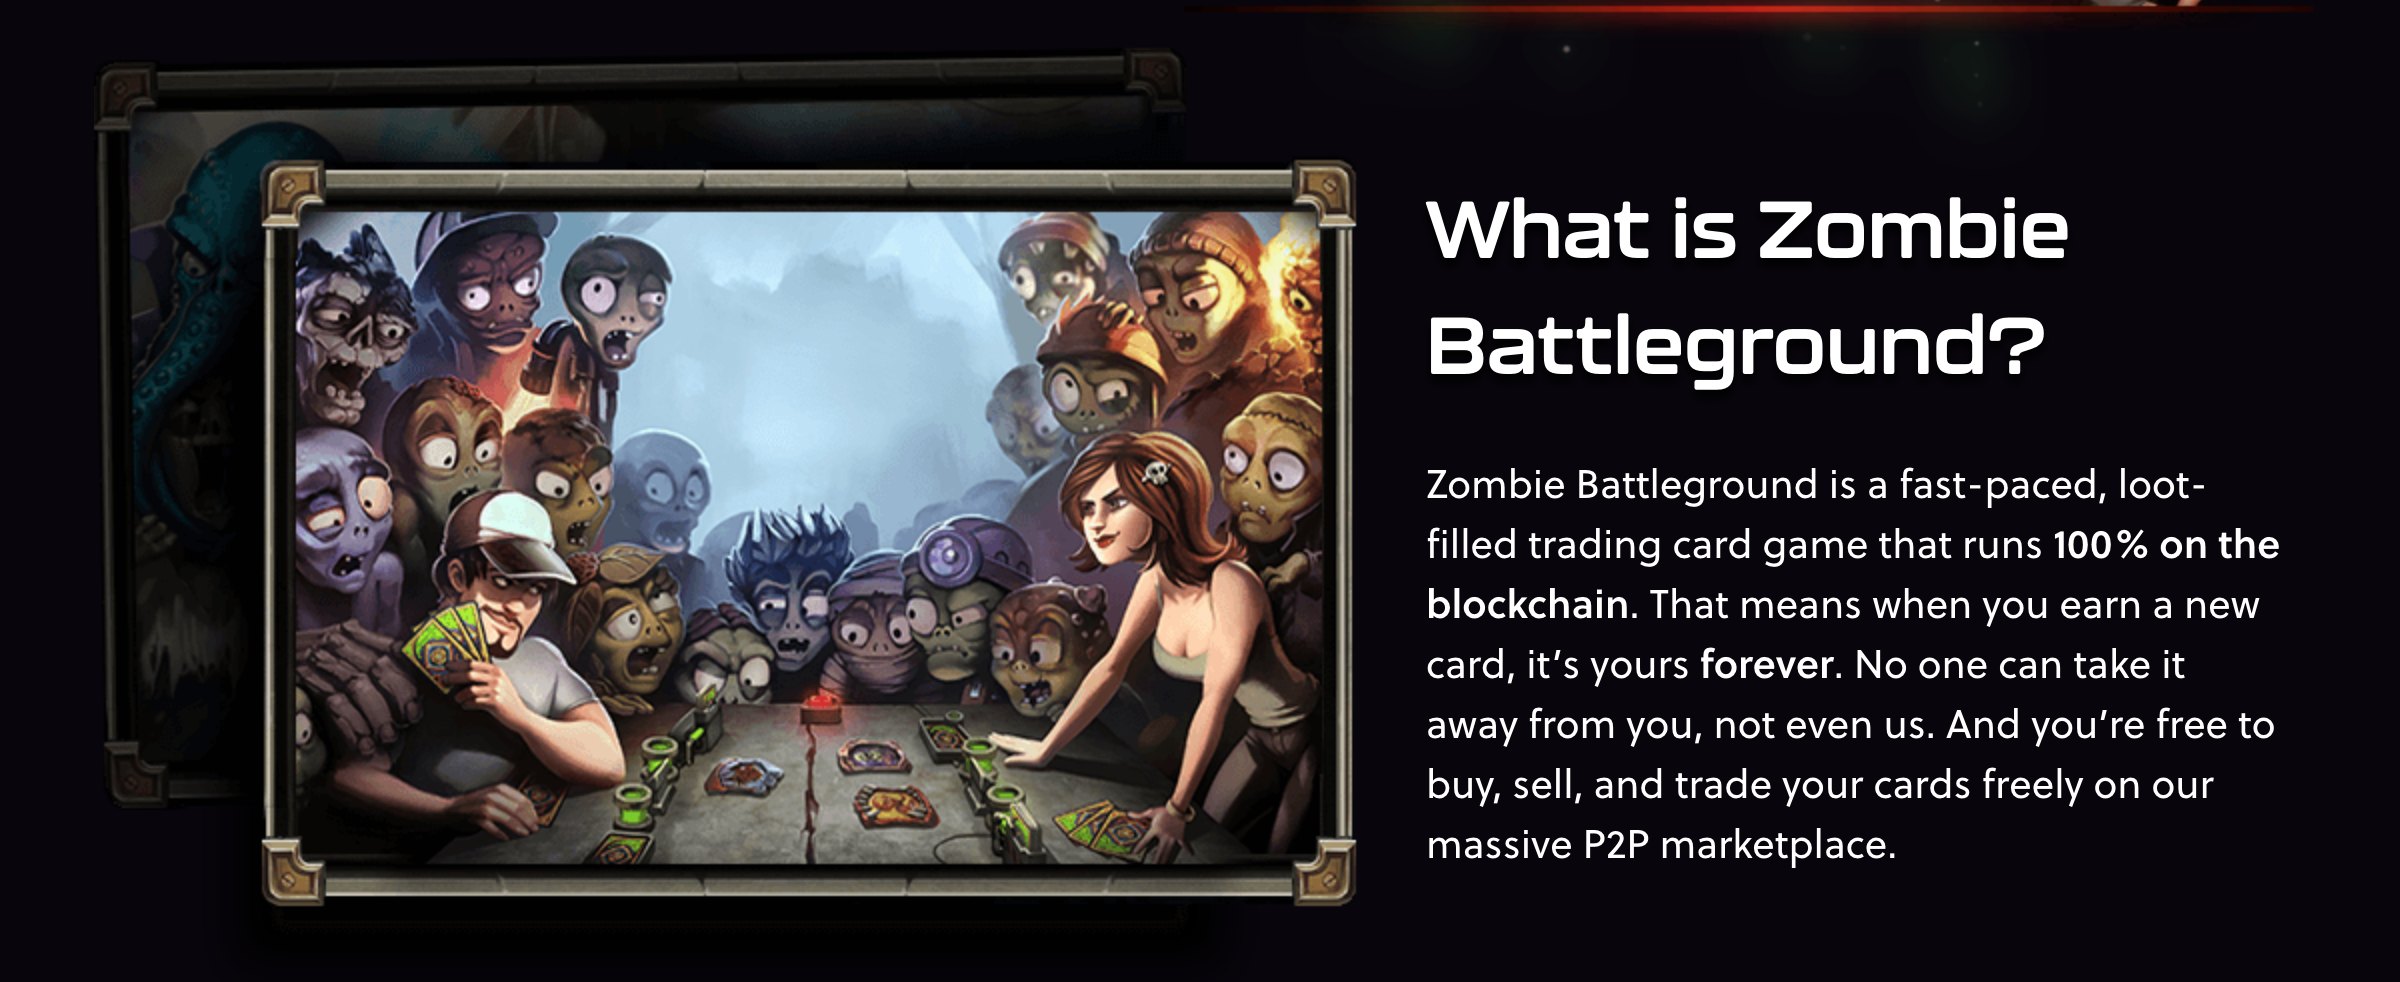 What is Zombie
Battleground?
Zombie Battleground is a fast-paced, loot-
filled trading card game that runs 100% on the
blockchain. That means when you earn a new
card, it’s yours forever. No one can take it
away from you, not even us. And you’re free to
buy, sell, and trade your cards freely on our
massive P2P marketplace.